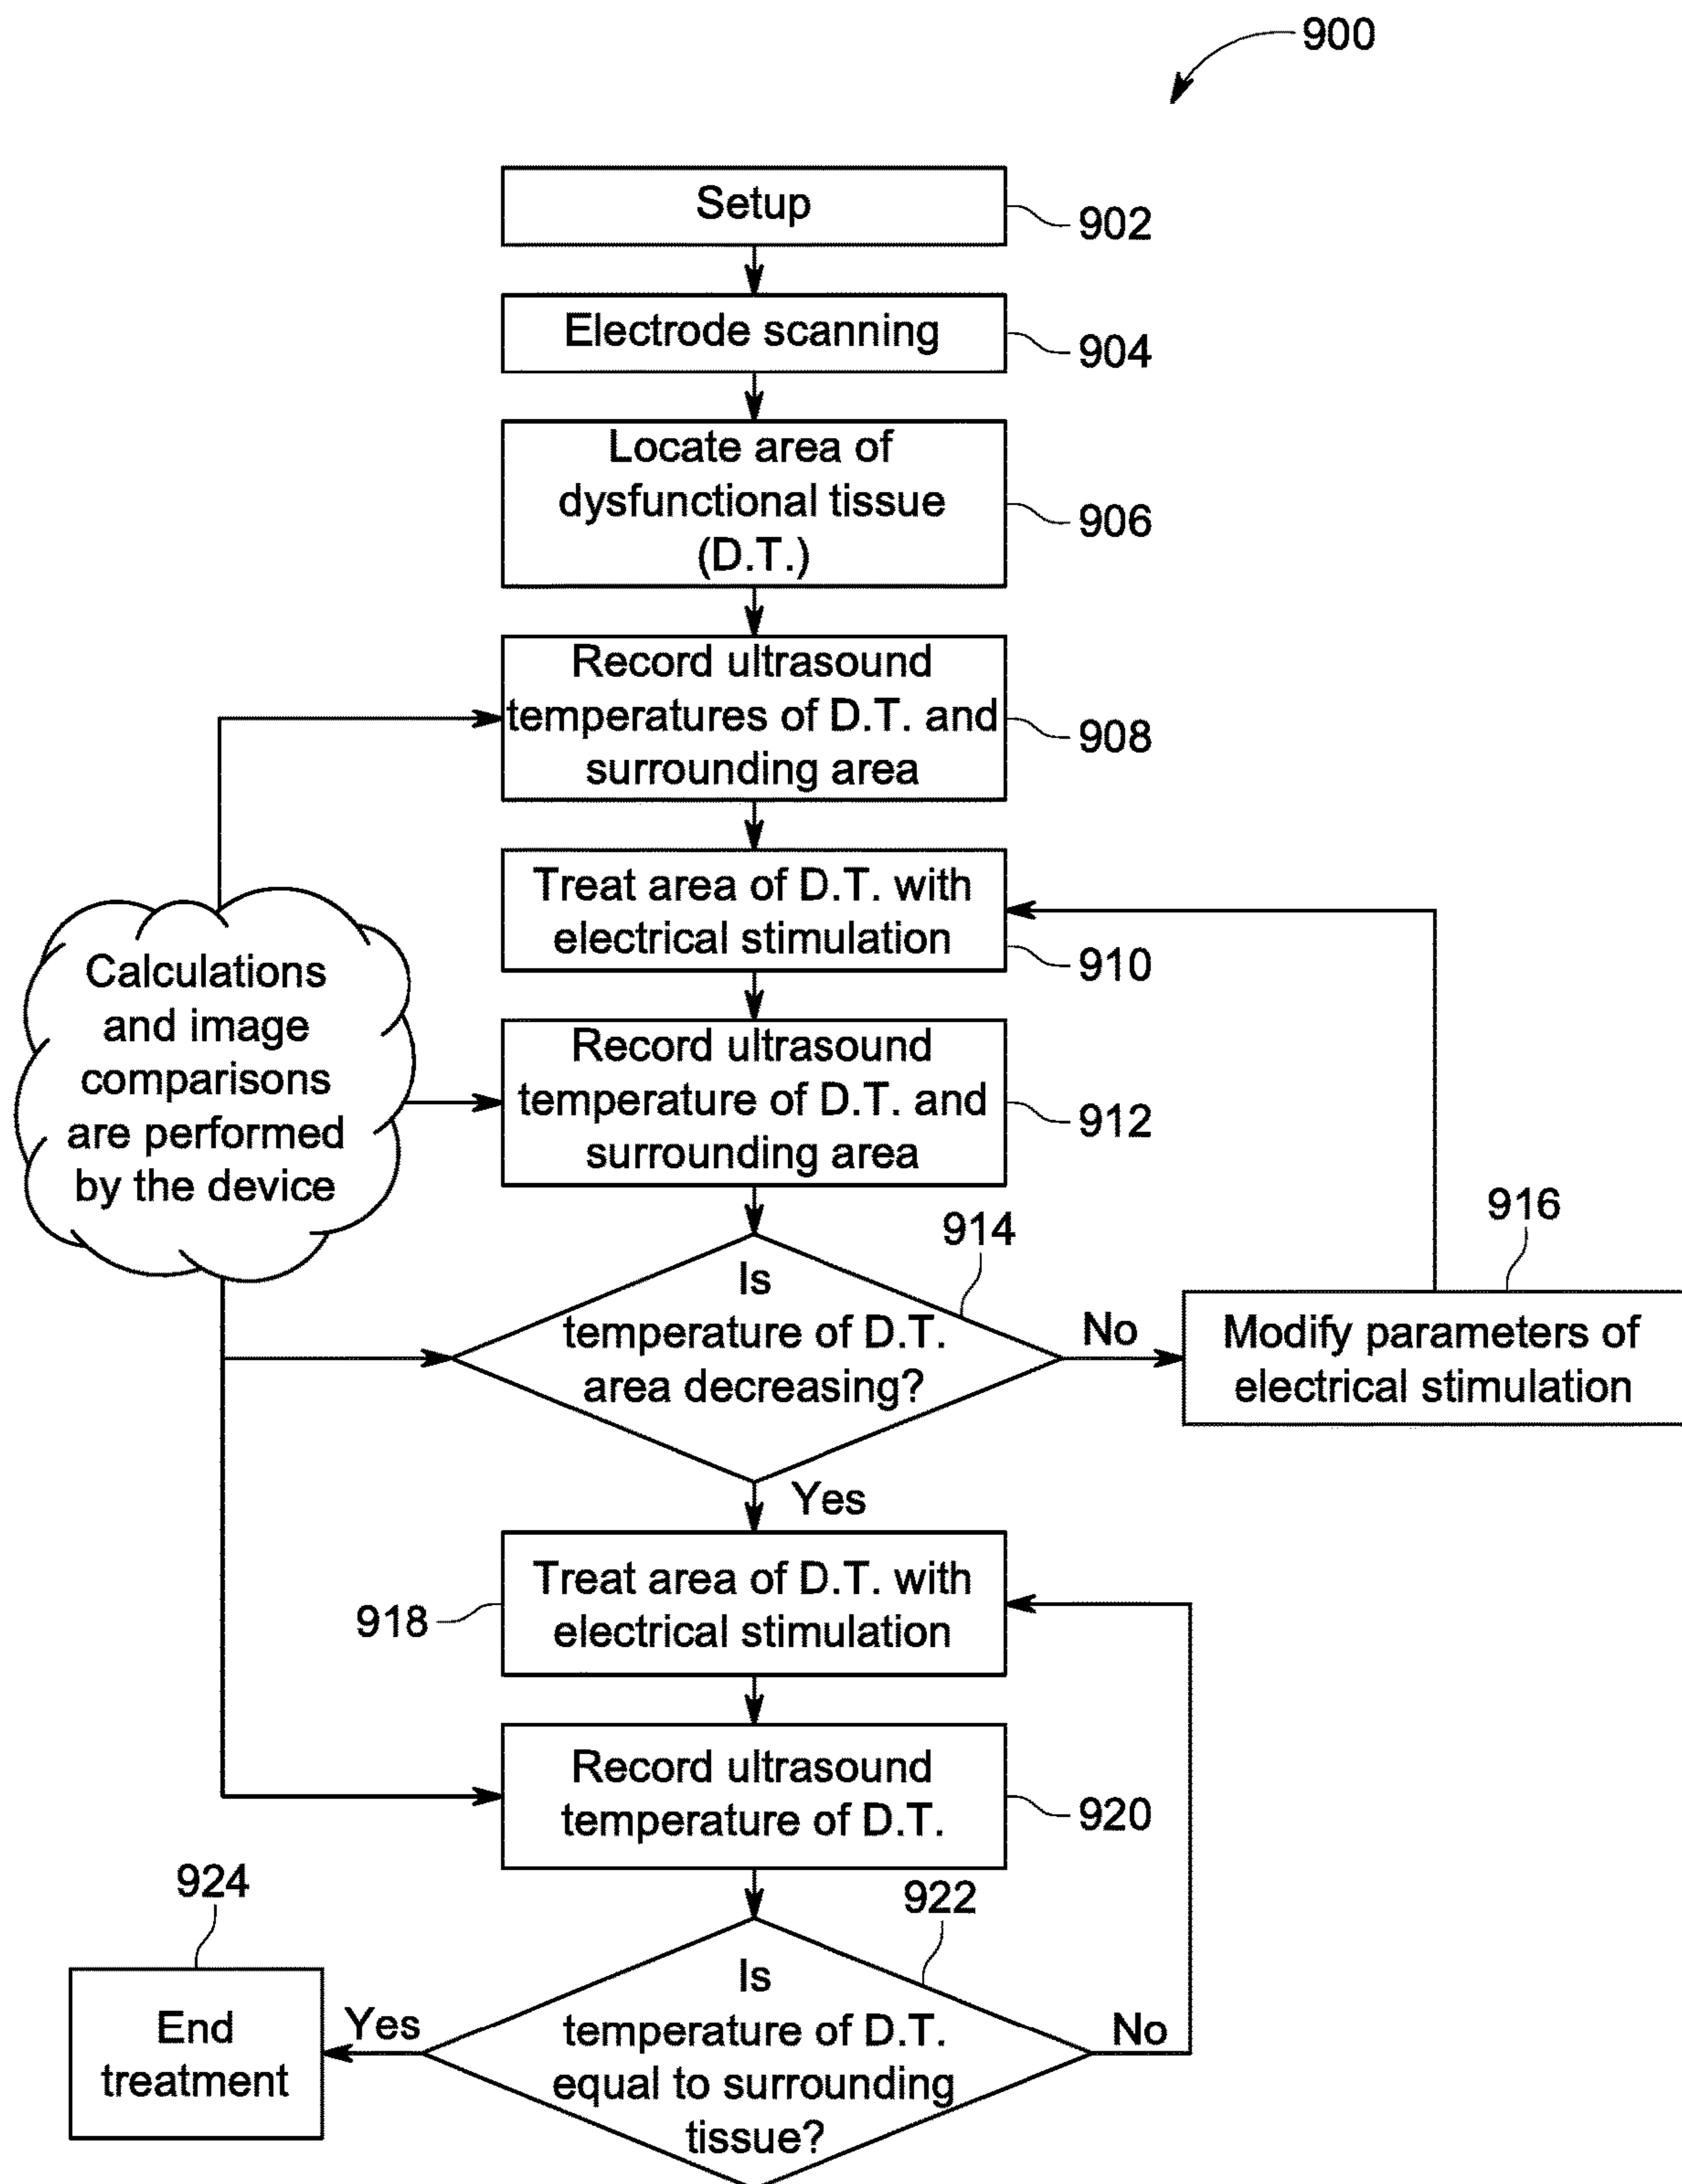 900
Setup
902
Electrode scanning
904
Locate area of
dysfunctional tissue
(D.T.)
906
Record ultrasound
temperatures of D.T. and
surrounding area
908
Treat area of D.T. with
electrical stimulation
910
Calculations
and image
comparisons
are performed
by the device
Record ultrasound
temperature of D.T. and
surrounding area
912
Is
temperature of D.T.
area decreasing?
914
No
916
Modify parameters of
electrical stimulation
Yes
Treat area of D.T. with
electrical stimulation
918
Record ultrasound
temperature of D.T.
920
Is
temperature of D.T.
equal to surrounding
tissue?
922
No
Yes
924
End
treatment